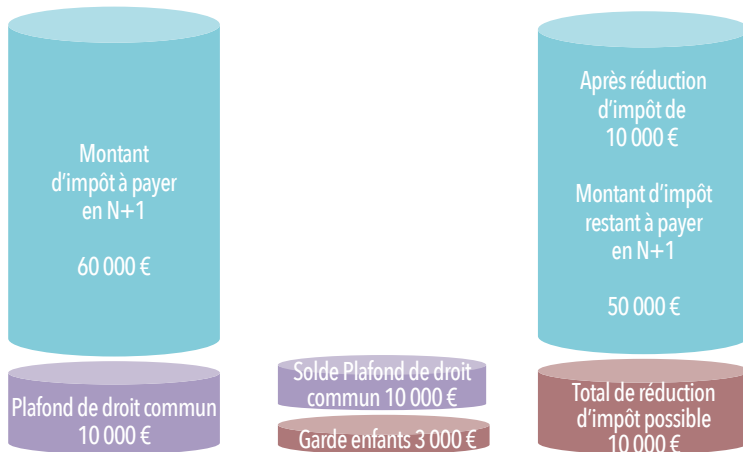 Montant
d'impôt à payer
en N+1
60 000 €
Plafond de droit commun
10 000 €
Solde Plafond de droit
commun 10 000 €
Garde enfants 3 000 €
Après réduction
d'impôt de
10 000 €
Montant d'impôt
restant à payer
en N+1
50 000 €
Total de réduction
d'impôt possible
10 000 €